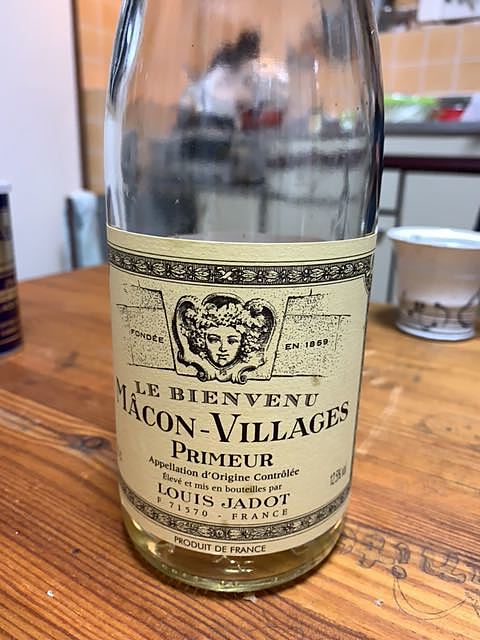 FONDÉE EN 1859
LE BIENVENU
MÂCON-VILLAGES
PRIMEUR
Appellation d'Origine Contrôlée
Élevé et mis en bouteilles par
LOUIS JADOT
F 71570 - FRANCE
12,5% vol.
PRODUIT DE FRANCE